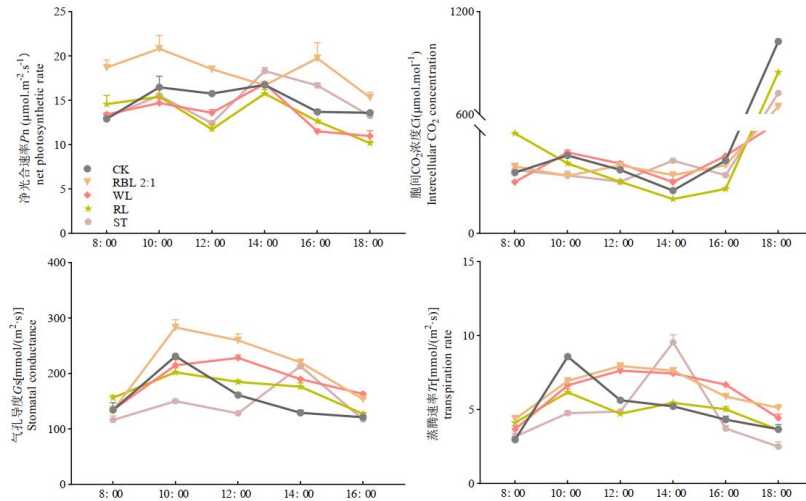 净光合速率Pn (μmol.m⁻².s⁻¹)
net photosynthetic rate
25
20
15
10
5
0
CK
RBL 2:1
WL
RL
ST
8: 00 10: 00 12: 00 14: 00 16: 00 18: 00
胞间CO₂浓度Ci(μmol.mol⁻¹)
Intercellular CO₂ concentration
1200
600
0
8: 00 10: 00 12: 00 14: 00 16: 00 18: 00
气孔导度Gs[mmol/(m²·s)]
Stonatal conductance
400
300
200
100
0
8: 00 10: 00 12: 00 14: 00 16: 00
蒸腾速率Tr[mmol/(m²·s)]
transpiration rate
15
10
5
0
8: 00 10: 00 12: 00 14: 00 16: 00 18: 00